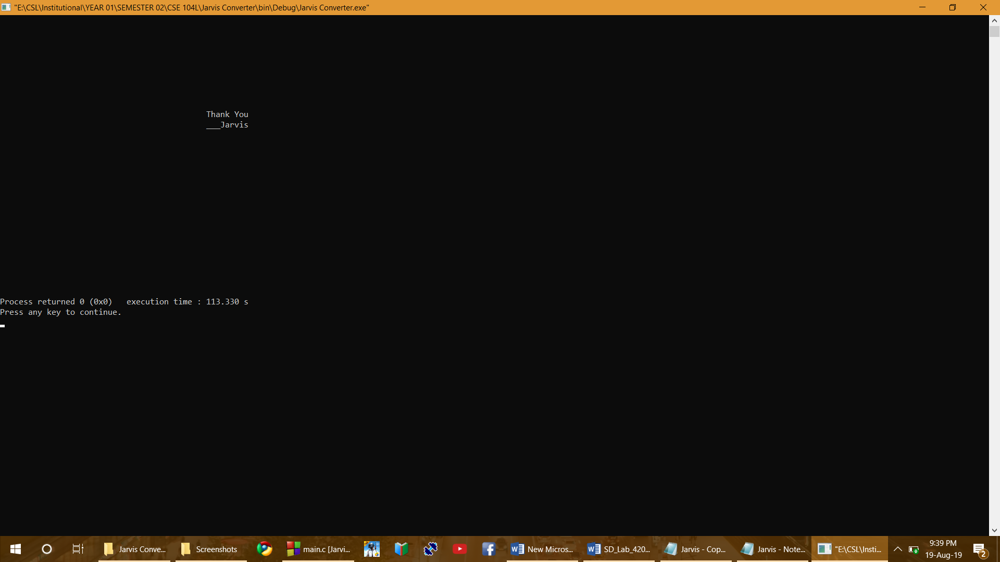 "E:\CSL\Institutional\YEAR 01\SEMESTER 02\CSE 104L\Jarvis Converter\bin\Debug\Jarvis Converter.exe"
Thank You
___Jarvis
Process returned 0 (0x0)   execution time : 113.330 s
Press any key to continue.
Jarvis Conve... Screenshots main.c [Jarvi... New Micros... SD_Lab_420... Jarvis - Cop... Jarvis - Note... "E:\CSL\Insti... 9:39 PM
19-Aug-19 2